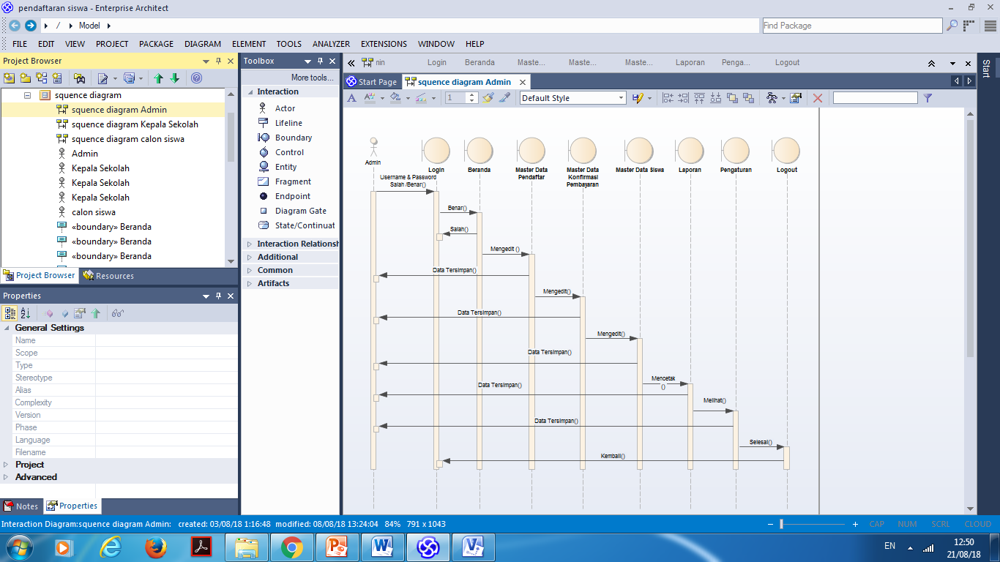 pendaftaran siswa - Enterprise Architect
/ Model
Find Package
FILE EDIT VIEW PROJECT PACKAGE DIAGRAM ELEMENT TOOLS ANALYZER EXTENSIONS WINDOW HELP
Project Browser
squence diagram
squence diagram Admin
squence diagram Kepala Sekolah
squence diagram calon siswa
Admin
Kepala Sekolah
Kepala Sekolah
Kepala Sekolah
calon siswa
«boundary» Beranda
«boundary» Beranda
«boundary» Beranda
Project Browser Resources
Properties
General Settings
Name
Scope
Type
Stereotype
Alias
Complexity
Version
Phase
Language
Filename
Project
Advanced
Notes Properties
Toolbox
More tools...
Interaction
Actor
Lifeline
Boundary
Control
Entity
Fragment
Endpoint
Diagram Gate
State/Continuat
Interaction Relationsh
Additional
Common
Artifacts
nin Login Beranda Maste... Maste... Maste... Laporan Penga... Logout
Start Page squence diagram Admin
1 Default Style
Start
Admin
Login
Beranda
Master Data
Pendaftar
Master Data
Konfirmasi
Pembayaran
Master Data Siswa
Laporan
Pengaturan
Logout
Username & Password
Salah /Benar()
Benar()
Salah()
Mengedit ()
Data Tersimpan()
Mengedit()
Data Tersimpan()
Mengedit()
Data Tersimpan()
Mencetak
()
Data Tersimpan()
Melihat()
Data Tersimpan()
Selesai()
Kembali()
Interaction Diagram:squence diagram Admin: created: 03/08/18 1:16:48 modified: 08/08/18 13:24:04 84% 791 x 1043
CAP NUM SCRL CLOUD
EN
12:50
21/08/18